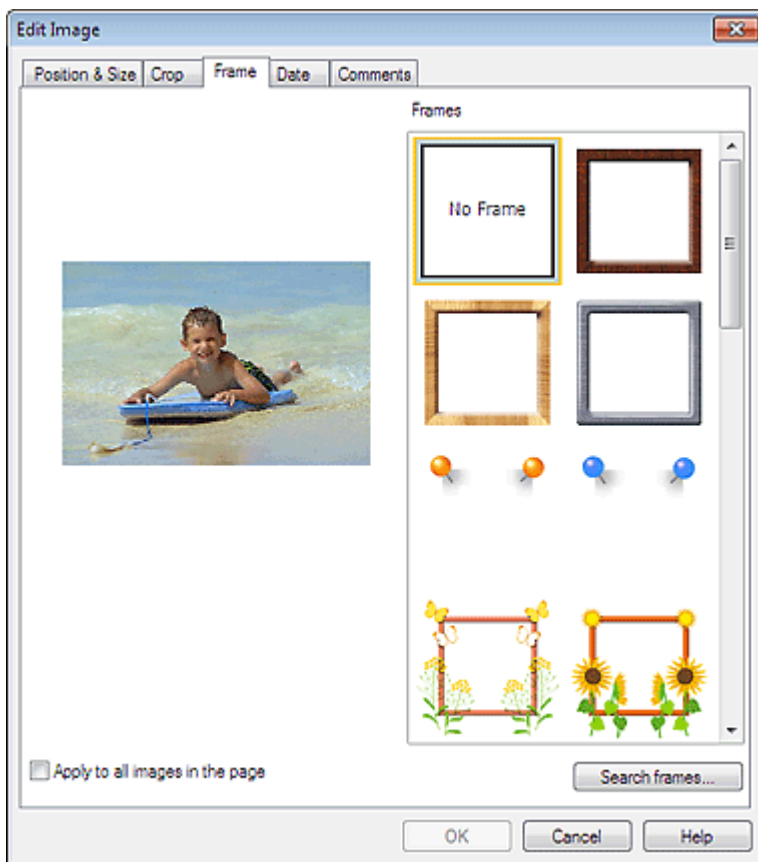 Edit Image
Position & Size Crop Frame Date Comments
Frames
No Frame
Apply to all images in the page
Search frames...
OK Cancel Help